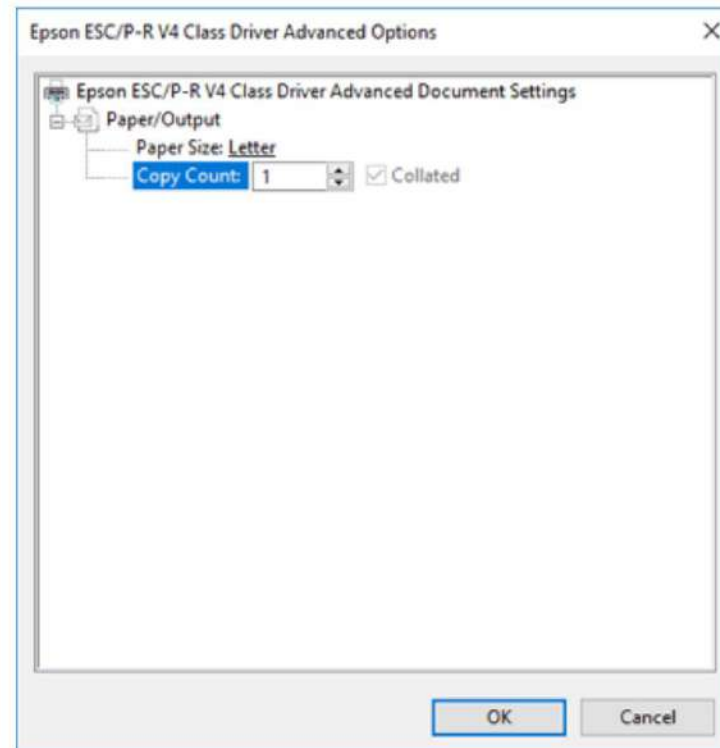 Epson ESC/P-R V4 Class Driver Advanced Options
Epson ESC/P-R V4 Class Driver Advanced Document Settings
Paper/Output
Paper Size: Letter
Copy Count: 1 Collated
OK Cancel